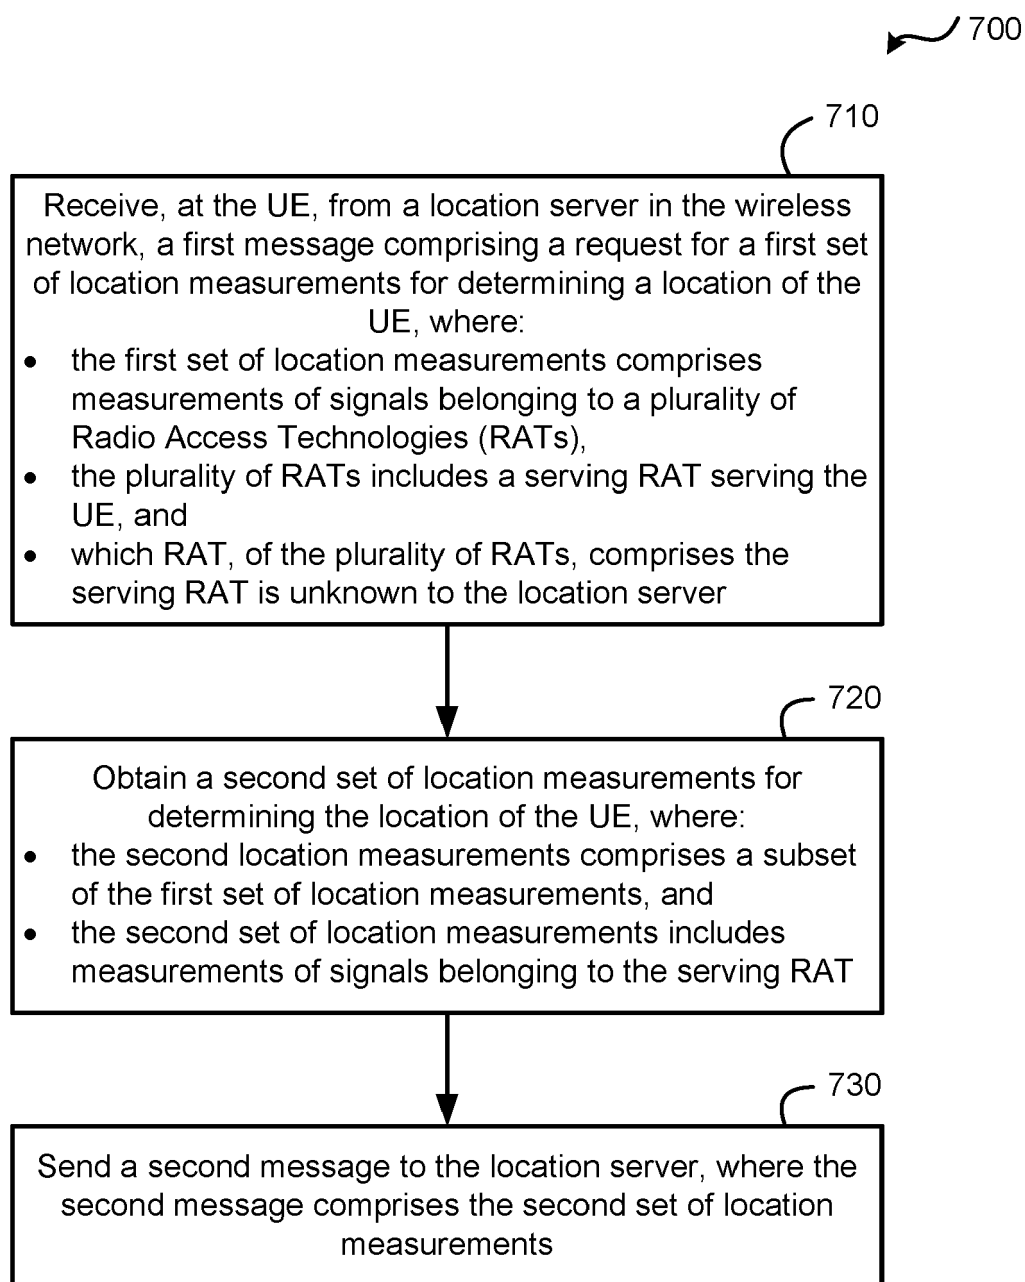 700
710
Receive, at the UE, from a location server in the wireless
network, a first message comprising a request for a first set
of location measurements for determining a location of the
UE, where:
• the first set of location measurements comprises
measurements of signals belonging to a plurality of
Radio Access Technologies (RATs),
• the plurality of RATs includes a serving RAT serving the
UE, and
• which RAT, of the plurality of RATs, comprises the
serving RAT is unknown to the location server
720
Obtain a second set of location measurements for
determining the location of the UE, where:
• the second location measurements comprises a subset
of the first set of location measurements, and
• the second set of location measurements includes
measurements of signals belonging to the serving RAT
730
Send a second message to the location server, where the
second message comprises the second set of location
measurements